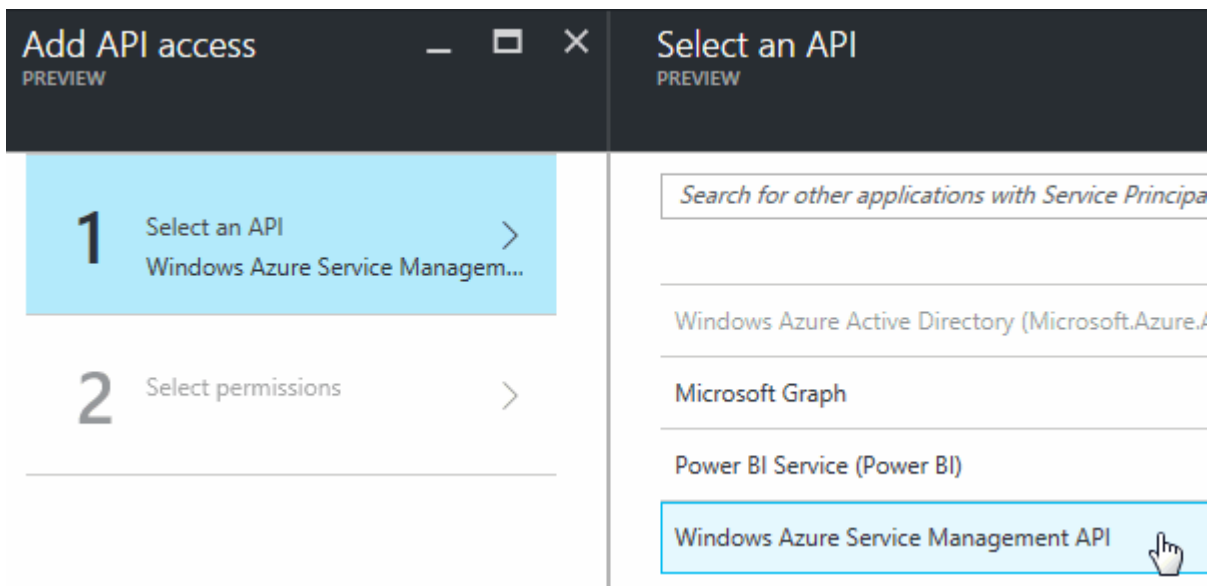 Add API access
PREVIEW
1
Select an API
Windows Azure Service Managem...
2
Select permissions
Select an API
PREVIEW
Search for other applications with Service Principa
Windows Azure Active Directory (Microsoft.Azure.A
Microsoft Graph
Power BI Service (Power BI)
Windows Azure Service Management API